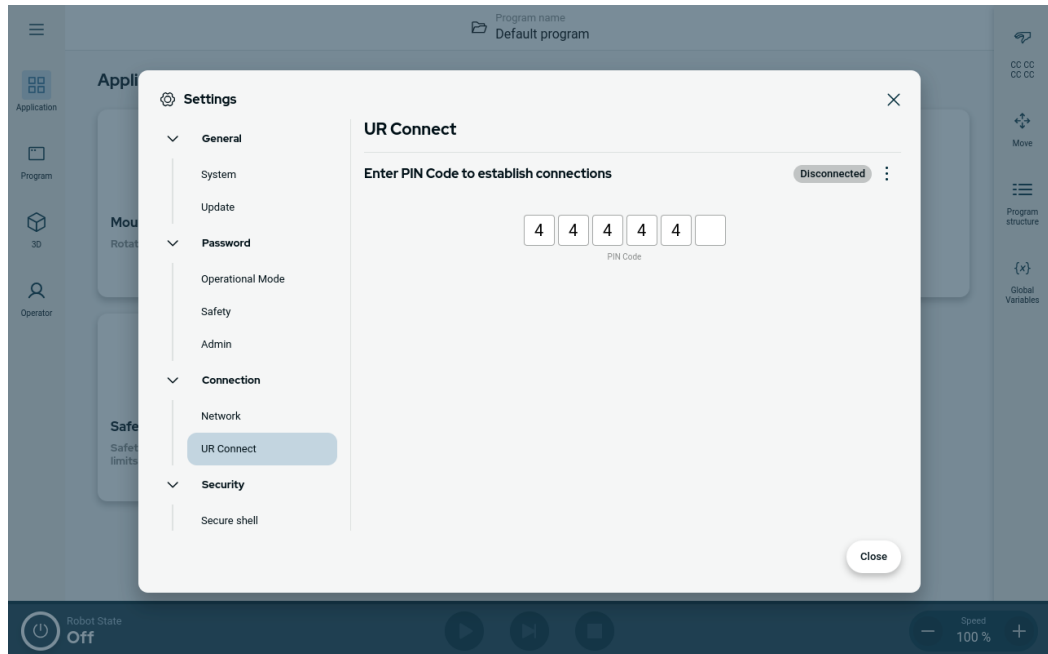 Program name
Default program
Application
Program
3D
Operator
Appli
Mou
Rotat
Safe
Safet
limits
Settings
General
System
Update
Password
Operational Mode
Safety
Admin
Connection
Network
UR Connect
Security
Secure shell
UR Connect
Enter PIN Code to establish connections
Disconnected
4 4 4 4 4
PIN Code
Close
CC CC
CC CC
Move
Program
structure
{x}
Global
Variables
Robot State
Off
Speed
100 %